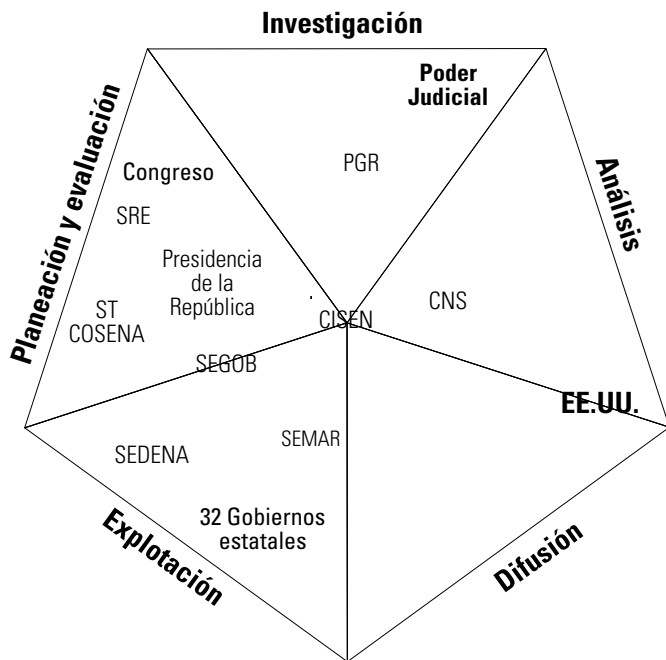 Investigación
Poder
Judicial
PGR
Planeación y evaluación
Congreso
SRE
Presidencia
de la
República
ST
COSENA
Análisis
CNS
CISEN
SEGOB
EE.UU.
SEMAR
SEDENA
32 Gobiernos
estatales
Explotación
Difusión